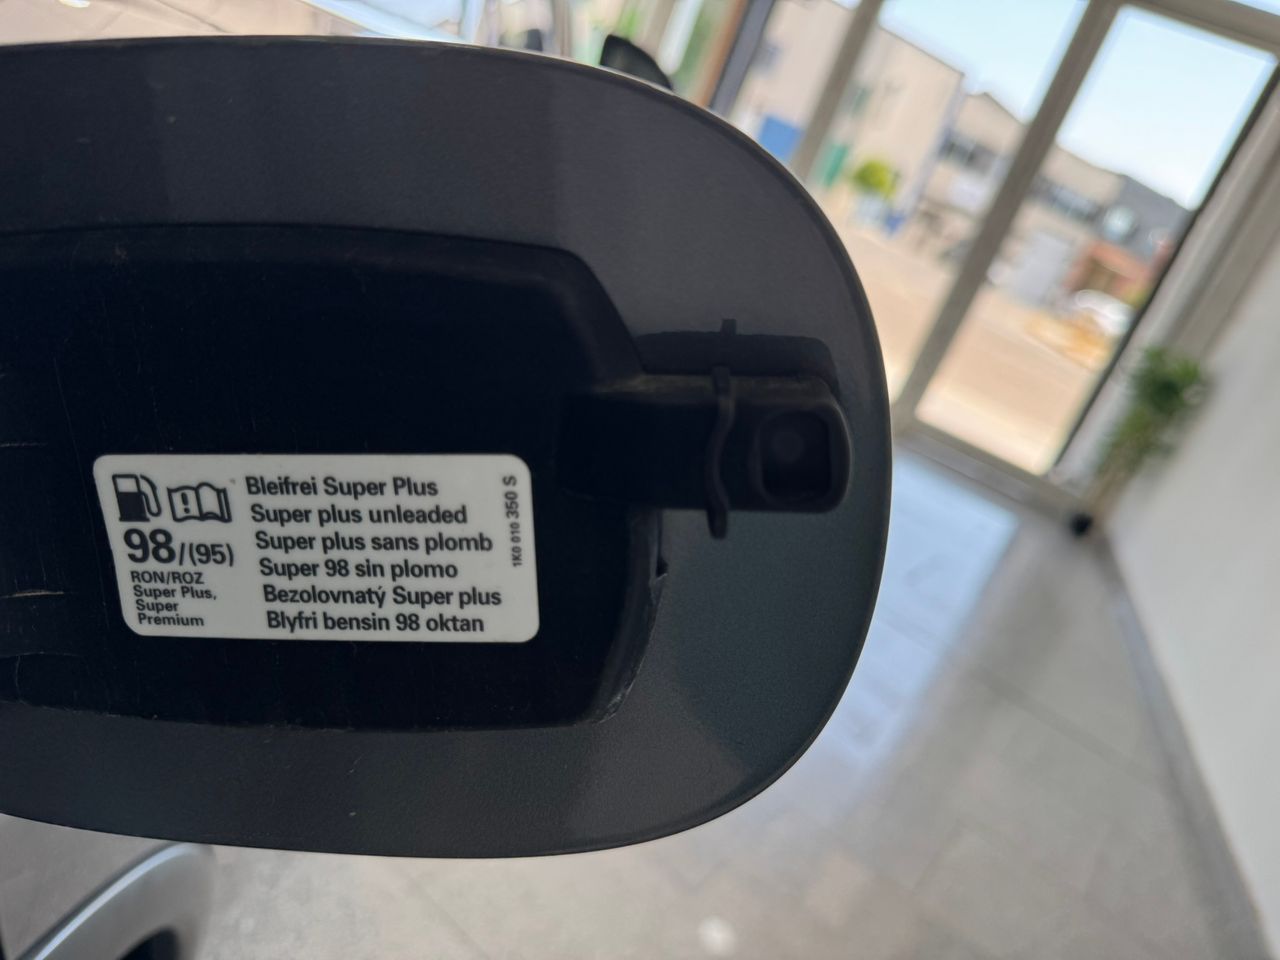 Bleifrei Super Plus
Super plus unleaded
Super plus sans plomb
Super 98 sin plomo
Bezolovnatý Super plus
Blyfri bensin 98 oktan
98/(95)
RON/ROZ
Super Plus,
Super
Premium
1K0 010 350 S